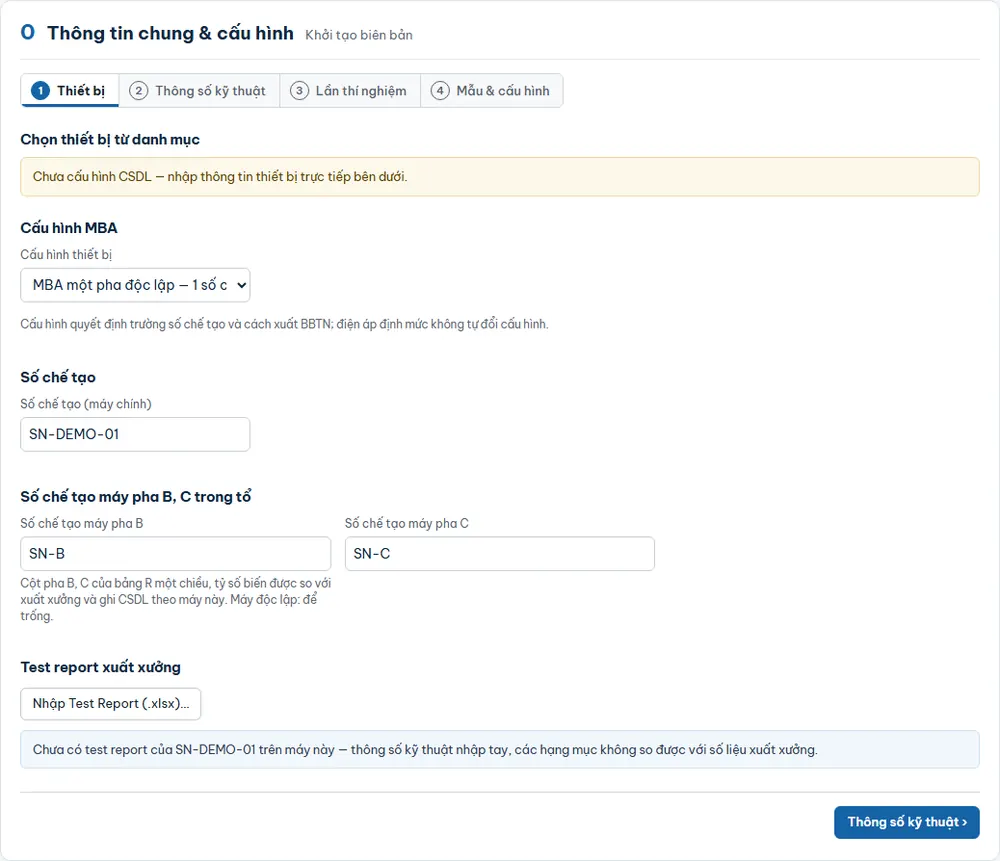 0 Thông tin chung & cấu hình Khởi tạo biên bản
1 Thiết bị 2 Thông số kỹ thuật 3 Lần thí nghiệm 4 Mẫu & cấu hình
Chọn thiết bị từ danh mục
Chưa cấu hình CSDL — nhập thông tin thiết bị trực tiếp bên dưới.
Cấu hình MBA
Cấu hình thiết bị
MBA một pha độc lập — 1 số c
Cấu hình quyết định trường số chế tạo và cách xuất BBTN; điện áp định mức không tự đổi cấu hình.
Số chế tạo
Số chế tạo (máy chính)
SN-DEMO-01
Số chế tạo máy pha B, C trong tổ
Số chế tạo máy pha B Số chế tạo máy pha C
SN-B SN-C
Cột pha B, C của bảng R một chiều, tỷ số biến được so với
xuất xưởng và ghi CSDL theo máy này. Máy độc lập: để
trống.
Test report xuất xưởng
Nhập Test Report (.xlsx)...
Chưa có test report của SN-DEMO-01 trên máy này — thông số kỹ thuật nhập tay, các hạng mục không so được với số liệu xuất xưởng.
Thông số kỹ thuật ›